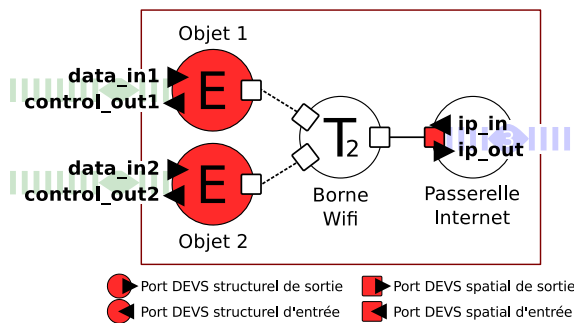 Objet 1
data_in1
control_out1
E
data_in2
control_out2
E
Objet 2
T2
Borne
Wifi
ip_in
ip_out
3
Passerelle
Internet
Port DEVS structurel de sortie
Port DEVS spatial de sortie
Port DEVS structurel d'entrée
Port DEVS spatial d'entrée